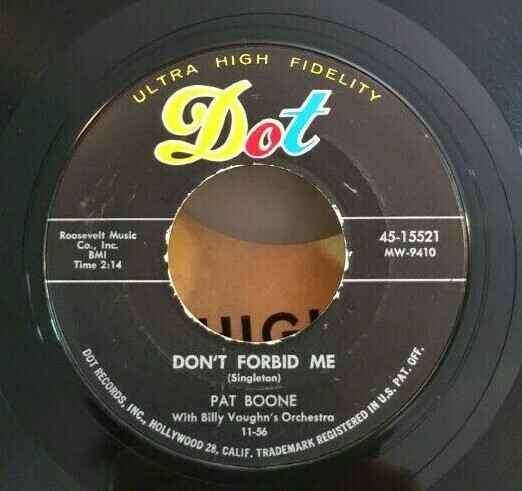 ULTRA HIGH FIDELITY
Dot
Roosevelt Music
Co., Inc.
BMI
Time 2:14
45-15521
MW-9410
HIGH
DON'T FORBID ME
(Singleton)
PAT BOONE
With Billy Vaughn's Orchestra
11-56
DOT RECORDS, INC., HOLLYWOOD 28, CALIF. TRADEMARK REGISTERED IN U.S. PAT. OFF.